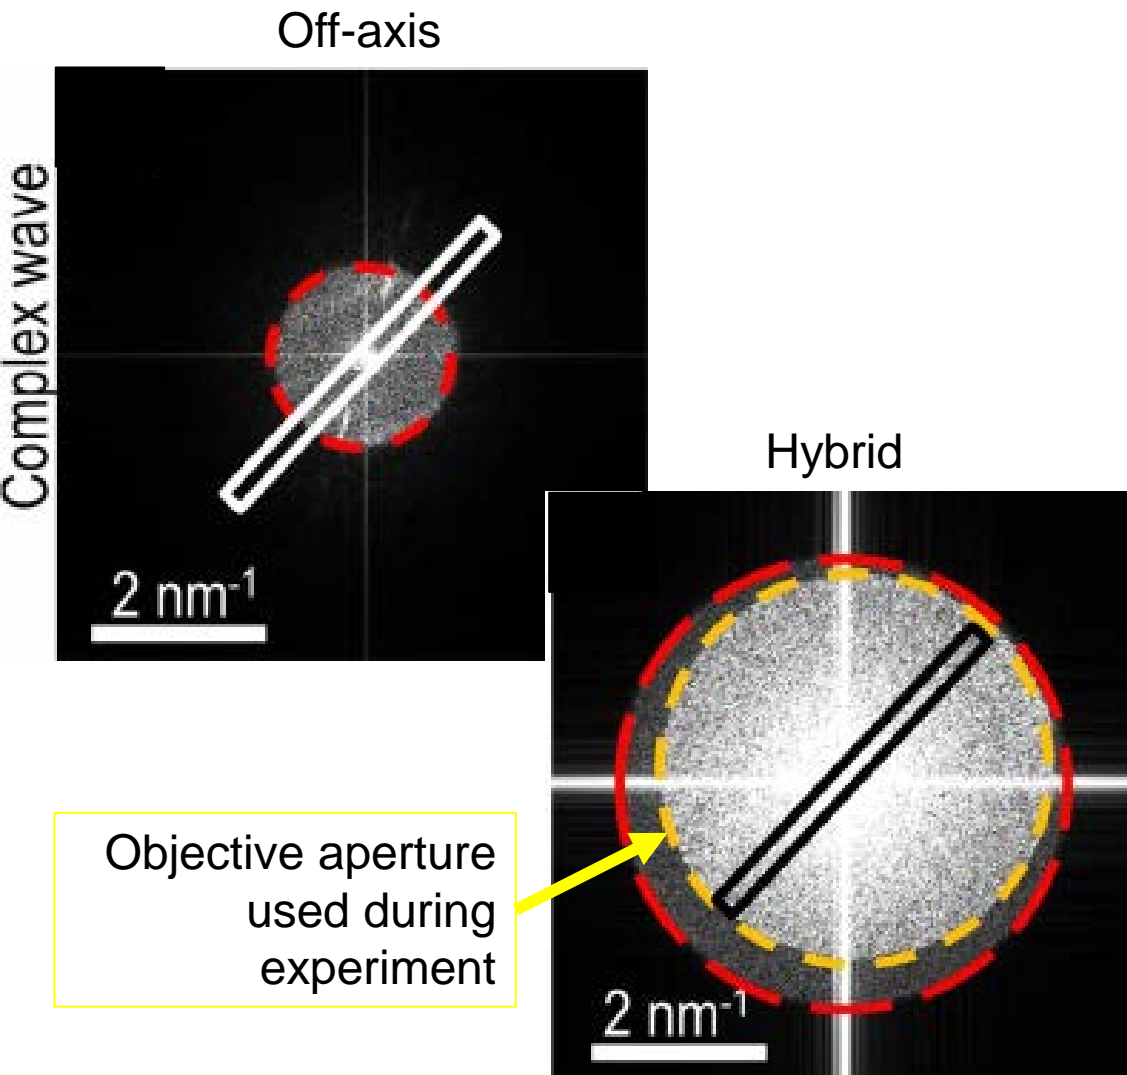 Off-axis
Complex wave
2 nm⁻¹
Hybrid
Objective aperture
used during
experiment
2 nm⁻¹